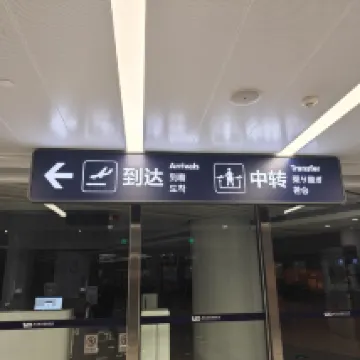 到达
Arrivals
到着
도착
中转
Transfer
乗り継ぎ
환승